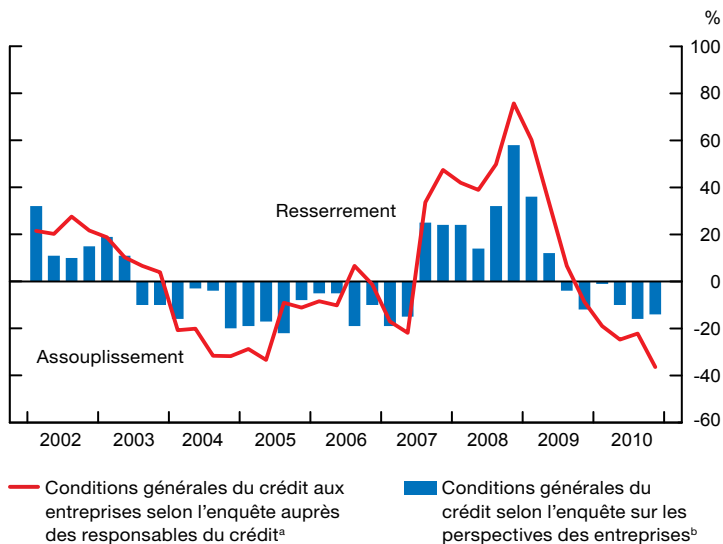 %
100
80
60
40
20
0
-20
-40
-60
Resserrement
Assouplissement
2002 2003 2004 2005 2006 2007 2008 2009 2010
Conditions générales du crédit aux
entreprises selon l’enquête auprès
des responsables du créditᵃ
Conditions générales du
crédit selon l’enquête sur les
perspectives des entreprisesᵇ